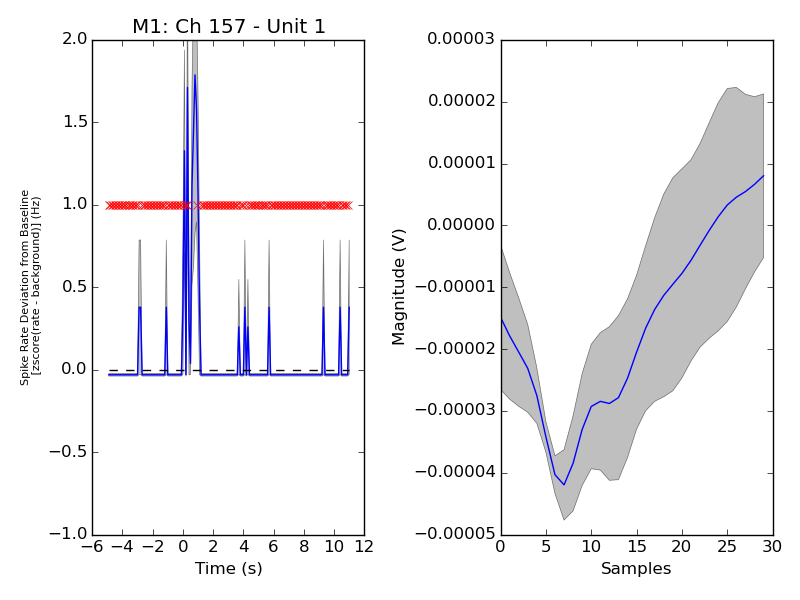 M1: Ch 157 - Unit 1
2.0
1.5
1.0
0.5
0.0
−0.5
−1.0
−6 −4 −2 0 2 4 6 8 10 12
Time (s)
Spike Rate Deviation from Baseline
[zscore(rate - background)] (Hz)
0.00003
0.00002
0.00001
0.00000
−0.00001
−0.00002
−0.00003
−0.00004
−0.00005
0 5 10 15 20 25 30
Samples
Magnitude (V)